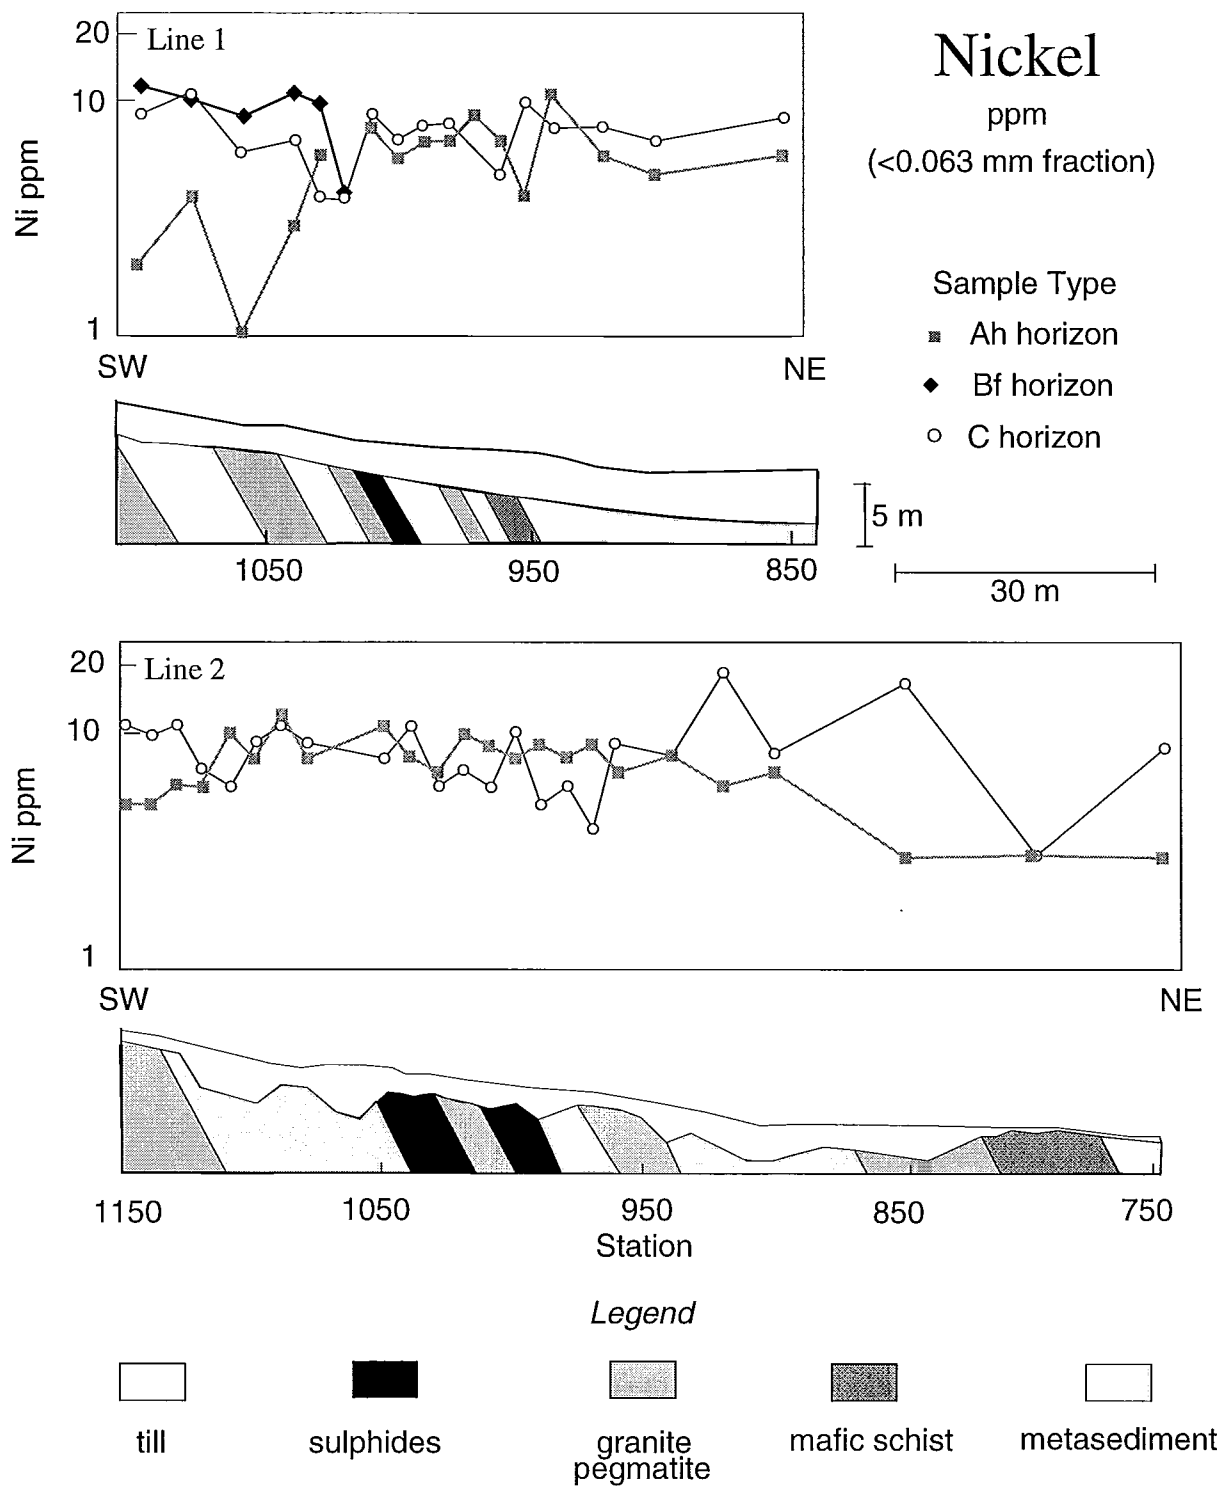 Nickel
ppm
(<0.063 mm fraction)
Line 1
20
10
1
Ni ppm
SW
NE
Sample Type
Ah horizon
Bf horizon
C horizon
5 m
30 m
1050
950
850
Line 2
20
10
1
Ni ppm
SW
NE
1150
1050
950
850
750
Station
Legend
till
sulphides
granite
pegmatite
mafic schist
metasediment